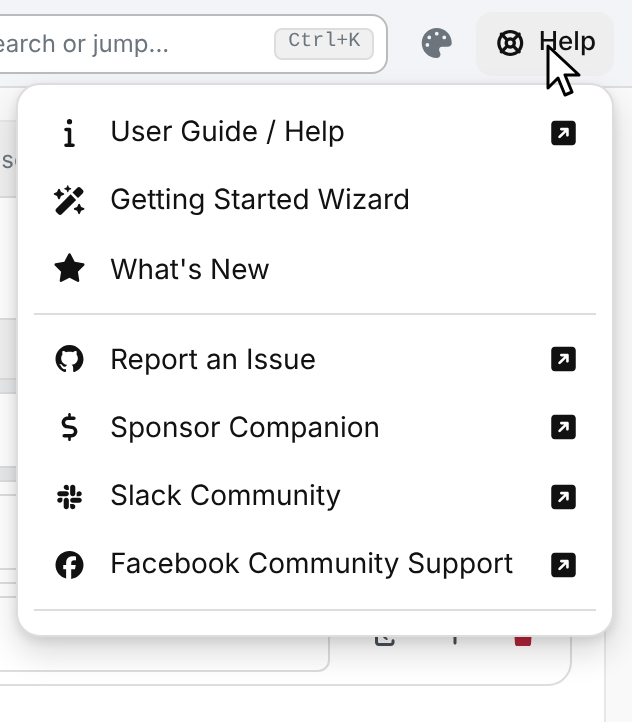 earch or jump...
Ctrl+K
Help
User Guide / Help
Getting Started Wizard
What's New
Report an Issue
Sponsor Companion
Slack Community
Facebook Community Support